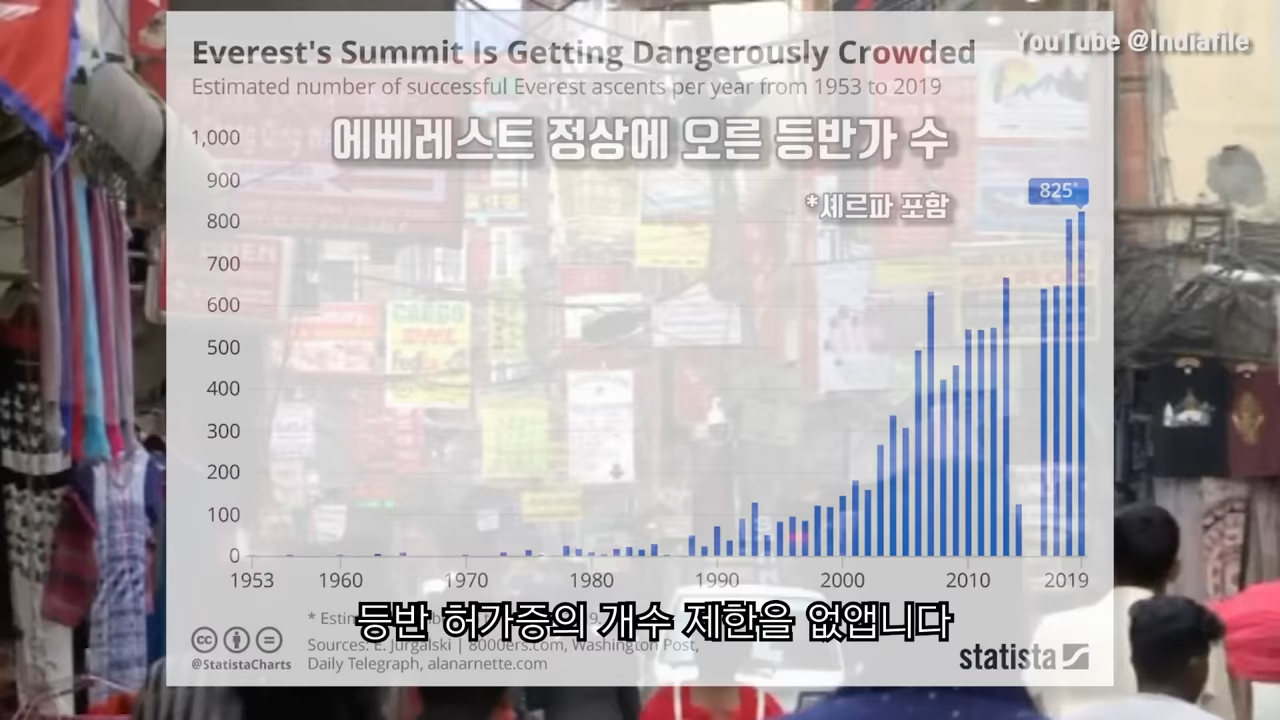 Everest's Summit Is Getting Dangerously Crowded
YouTube @Indiafile
Estimated number of successful Everest ascents per year from 1953 to 2019
에베레스트 정상에 오른 등반가 수
*셰르파 포함
825*
1,000
900
800
700
600
500
400
300
200
100
0
1953 1960 1970 1980 1990 2000 2010 2019
등반 허가증의 개수 제한을 없앱니다
@StatistaCharts
Sources: E. Jurgalski | 8000ers.com, Washington Post,
Daily Telegraph, alanarnette.com
statista